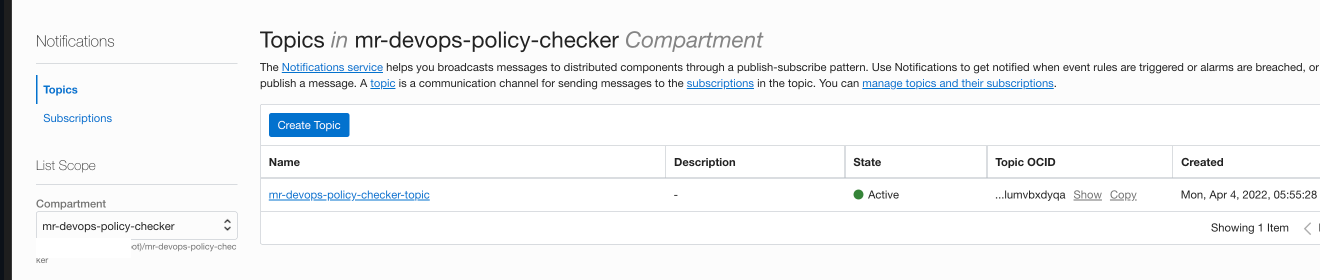 Notifications
Topics
Subscriptions
List Scope
Compartment
mr-devops-policy-checker
ot)/mr-devops-policy-chec
ker
Topics in mr-devops-policy-checker Compartment
The Notifications service helps you broadcasts messages to distributed components through a publish-subscribe pattern. Use Notifications to get notified when event rules are triggered or alarms are breached, or
publish a message. A topic is a communication channel for sending messages to the subscriptions in the topic. You can manage topics and their subscriptions.
Create Topic
Name Description State Topic OCID Created
mr-devops-policy-checker-topic - Active ...lumvbxdyqa Show Copy Mon, Apr 4, 2022, 05:55:28
Showing 1 Item